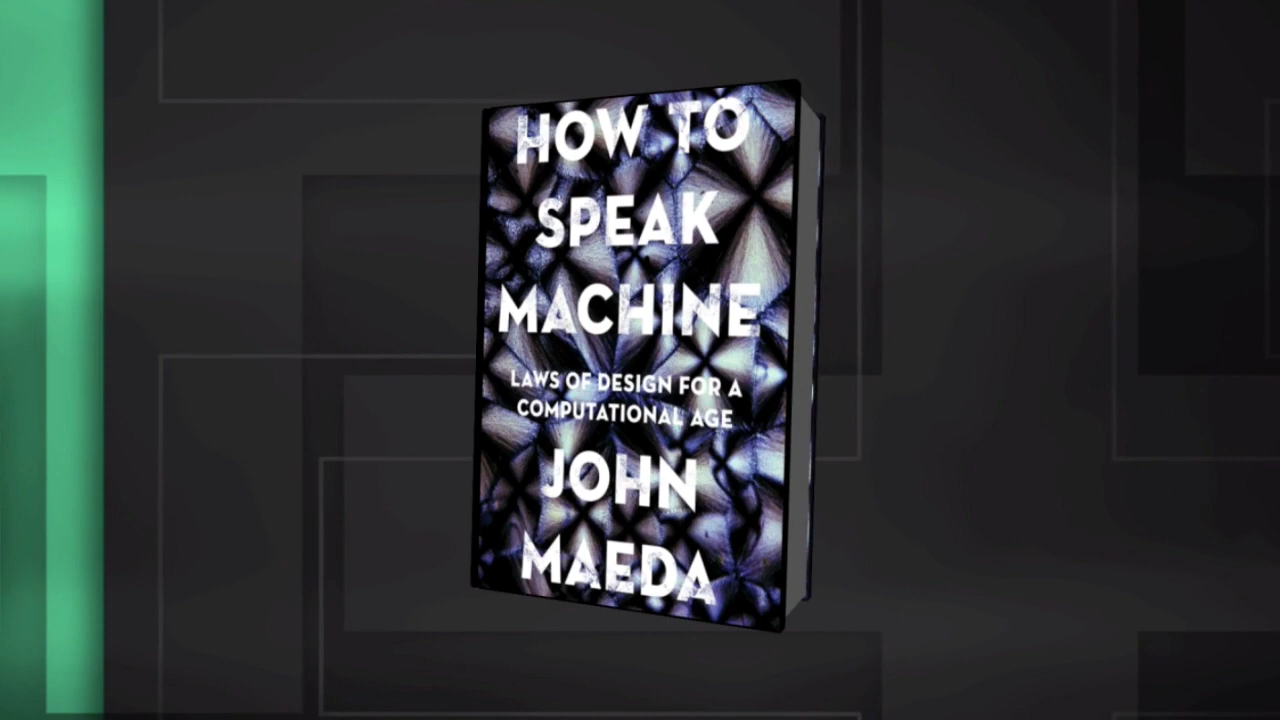 HOW TO
SPEAK
MACHINE
LAWS OF DESIGN FOR A
COMPUTATIONAL AGE
JOHN
MAEDA